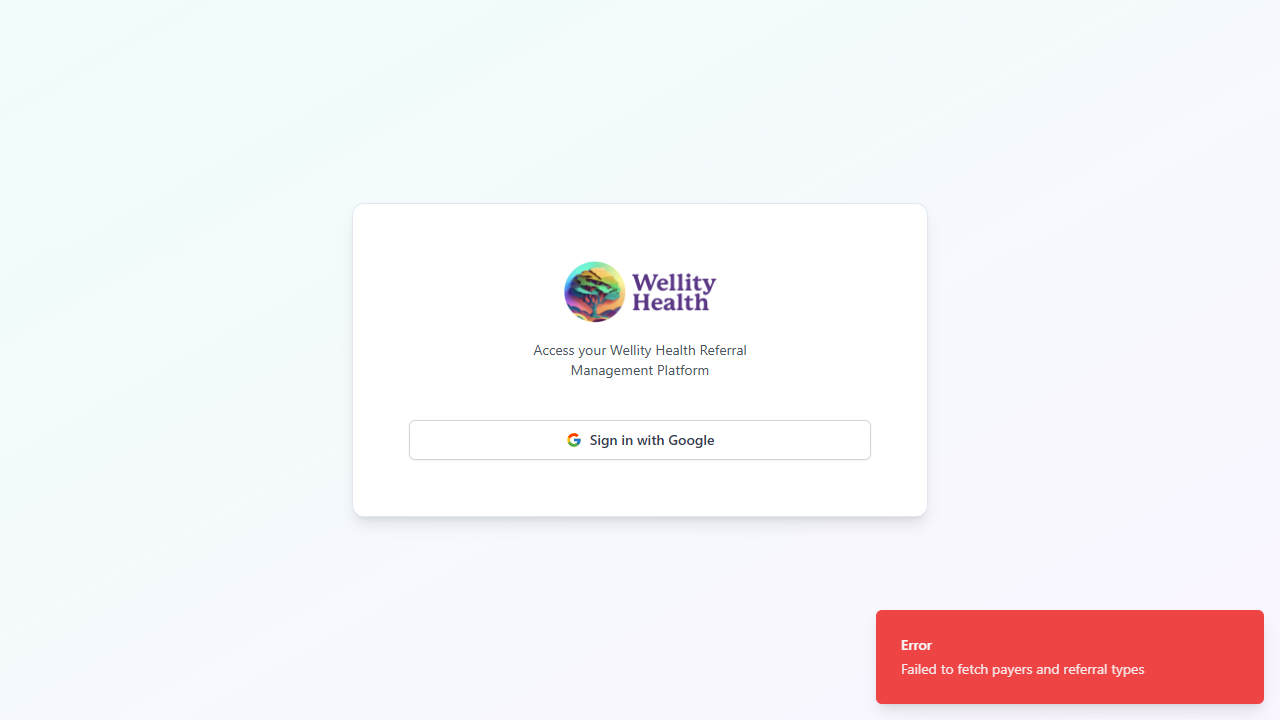 Wellity
Health
Access your Wellity Health Referral
Management Platform
Sign in with Google
Error
Failed to fetch payers and referral types